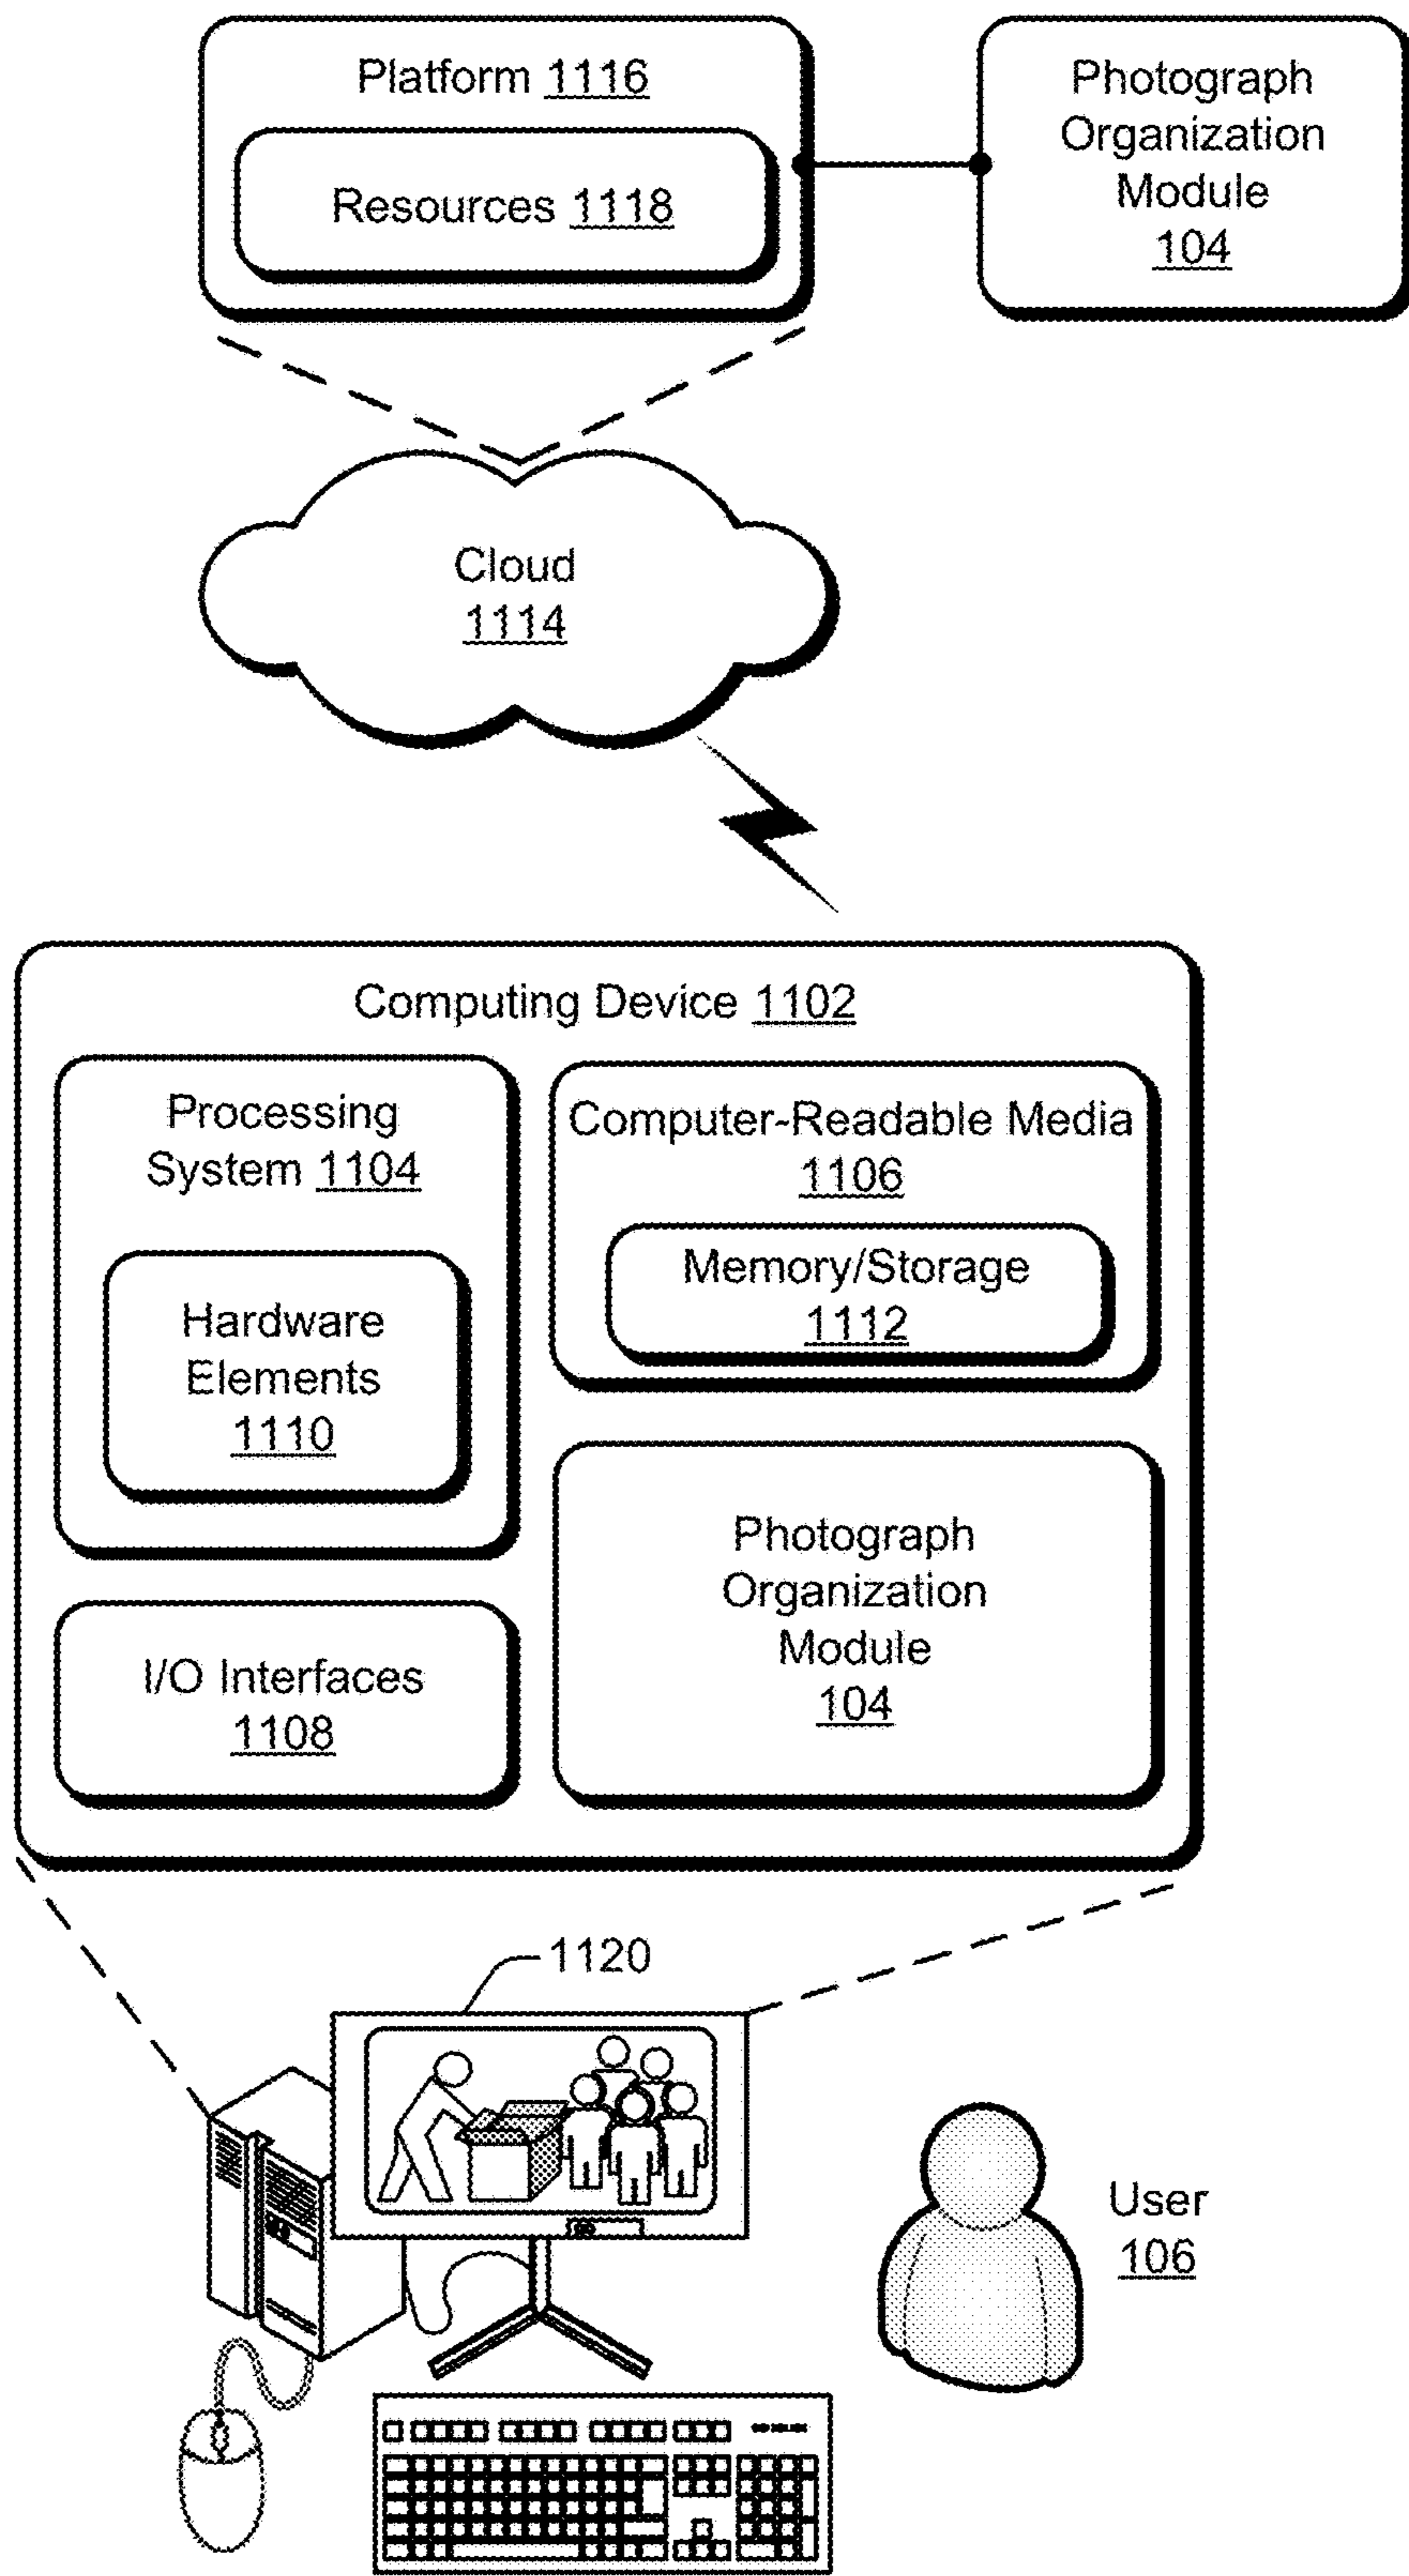 Platform 1116
Resources 1118
Photograph
Organization
Module
104
Cloud
1114
Computing Device 1102
Processing
System 1104
Hardware
Elements
1110
Computer-Readable Media
1106
Memory/Storage
1112
I/O Interfaces
1108
Photograph
Organization
Module
104
1120
User
106